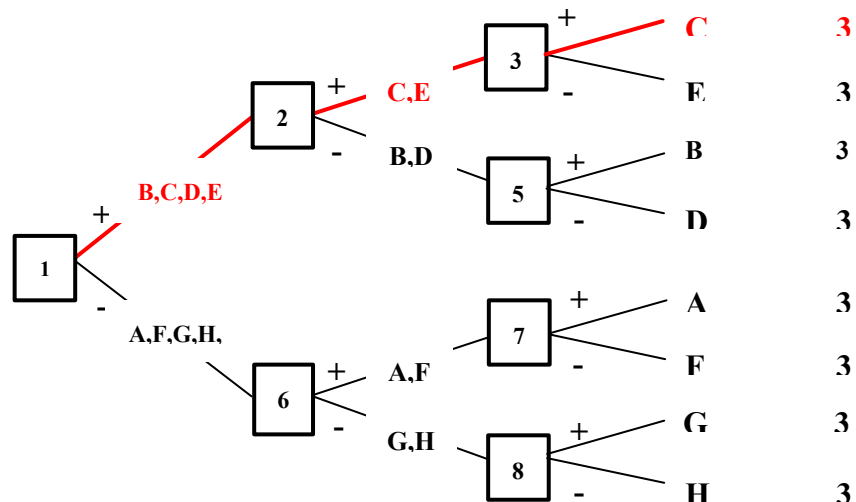 + C 3
3
+ C,E - E 3
2
- B,D + B 3
B,C,D,E 5
+ - D 3
1
- + A 3
A,F,G,H, 7
+ A,F - F 3
6
- G,H + G 3
8
- H 3